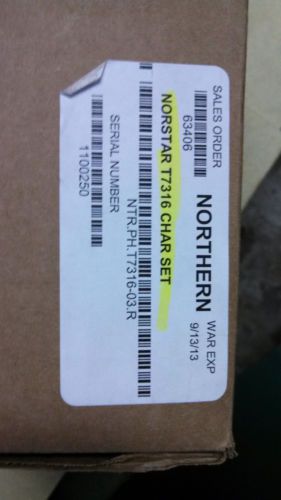 SALES ORDER
63406
NORTHERN
WAR EXP
9/13/13
NORSTAR T7316 CHAR SET
NTR.PH.T7316-03.R
SERIAL NUMBER
1100250